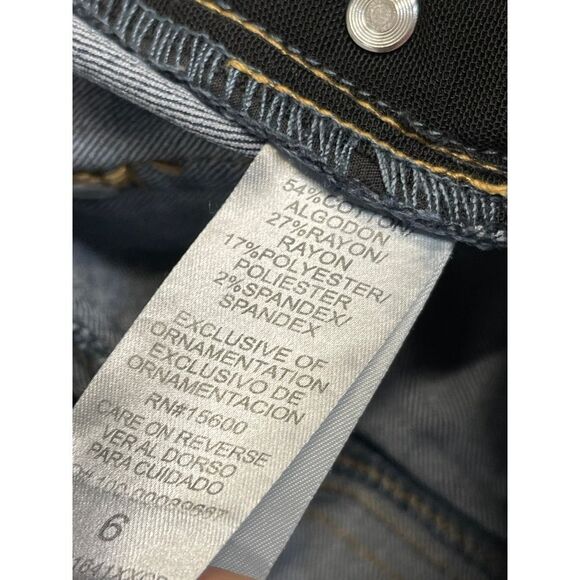 54%COTTON/
ALGODON
27%RAYON/
RAYON
17%POLYESTER/
POLIESTER
2%SPANDEX/
SPANDEX
EXCLUSIVE OF
ORNAMENTATION
EXCLUSIVO DE
ORNAMENTACION
RN#15600
CARE ON REVERSE
VER AL DORSO
PARA CUIDADO
6